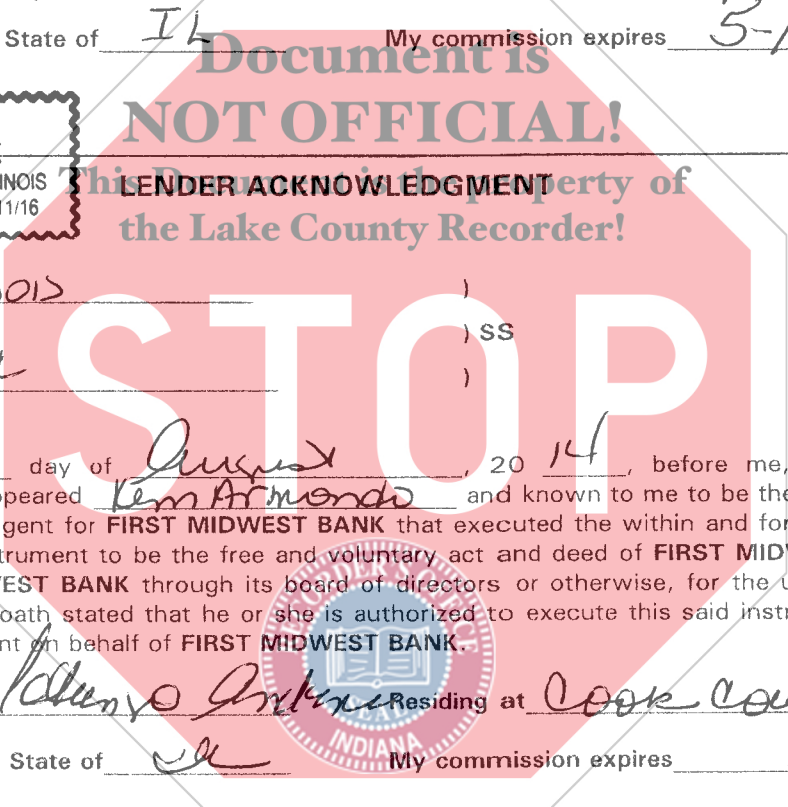 State of IL My commission expires 5-1
Document is
NOT OFFICIAL!
INOIS
11/16
LENDER ACKNOWLEDGMENT
This Document is the property of
the Lake County Recorder!
)
) SS
)
STOP
day of August, 20 14, before me,
peared Kem Armondo and known to me to be the
gent for FIRST MIDWEST BANK that executed the within and for
trument to be the free and voluntary act and deed of FIRST MID
EST BANK through its board of directors or otherwise, for the u
oath stated that he or she is authorized to execute this said instr
nt on behalf of FIRST MIDWEST BANK.
Residing at Cook Cou
INDIANA
State of IL My commission expires